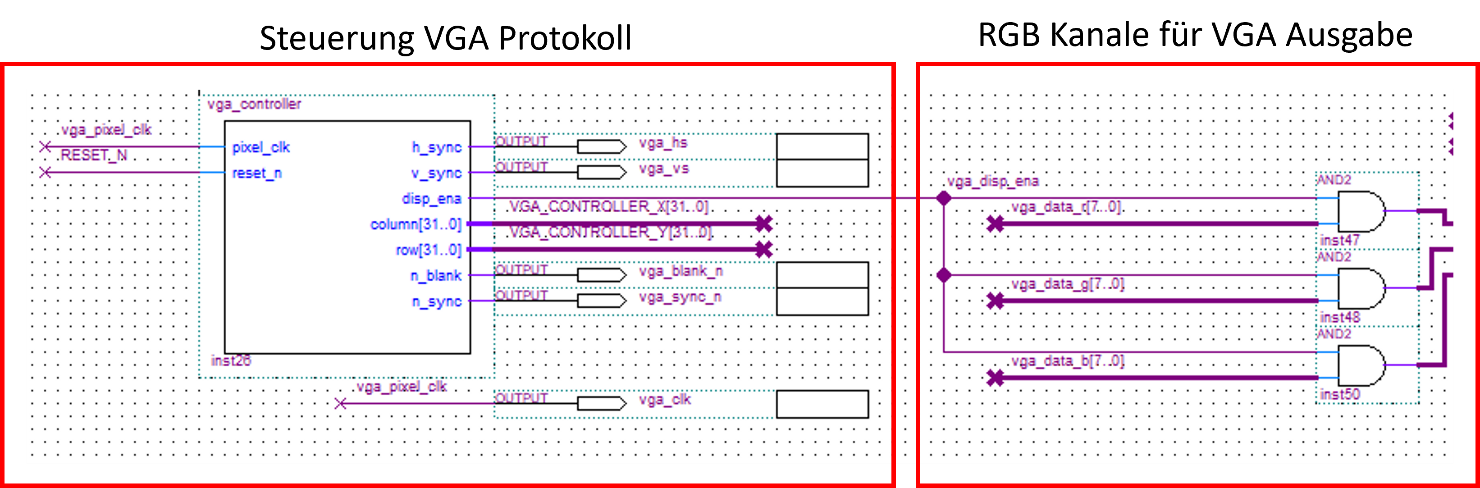 Steuerung VGA Protokoll
RGB Kanale für VGA Ausgabe
vga_controller
vga_pixel_clk
RESET_N
pixel_clk
reset_n
h_sync
v_sync
disp_ena
column[31..0]
row[31..0]
n_blank
n_sync
inst26
OUTPUT
vga_hs
OUTPUT
vga_vs
VGA_CONTROLLER_X[31..0]
VGA_CONTROLLER_Y[31..0]
OUTPUT
vga_blank_n
OUTPUT
vga_sync_n
vga_pixel_clk
OUTPUT
vga_clk
vga_disp_ena
vga_data_r[7..0]
AND2
inst47
vga_data_g[7..0]
AND2
inst48
vga_data_b[7..0]
AND2
inst50